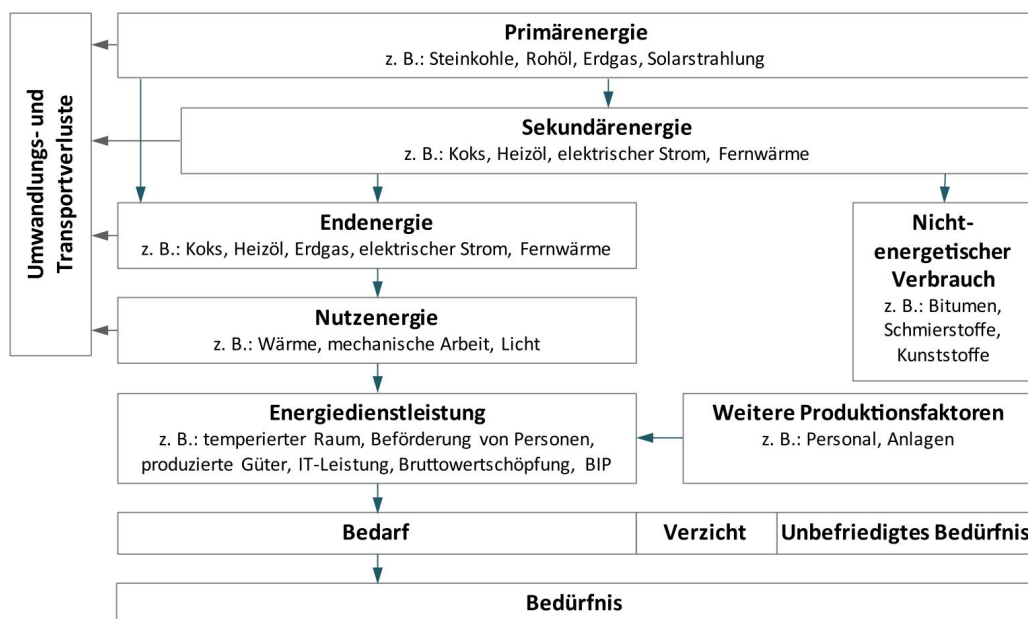 Umwandlungs- und
Transportverluste
Primärenergie
z. B.: Steinkohle, Rohöl, Erdgas, Solarstrahlung
Sekundärenergie
z. B.: Koks, Heizöl, elektrischer Strom, Fernwärme
Endenergie
z. B.: Koks, Heizöl, Erdgas, elektrischer Strom, Fernwärme
Nicht-
energetischer
Verbrauch
z. B.: Bitumen,
Schmierstoffe,
Kunststoffe
Nutzenergie
z. B.: Wärme, mechanische Arbeit, Licht
Energiedienstleistung
z. B.: temperierter Raum, Beförderung von Personen,
produzierte Güter, IT-Leistung, Bruttowertschöpfung, BIP
Weitere Produktionsfaktoren
z. B.: Personal, Anlagen
Bedarf
Verzicht
Unbefriedigtes Bedürfnis
Bedürfnis